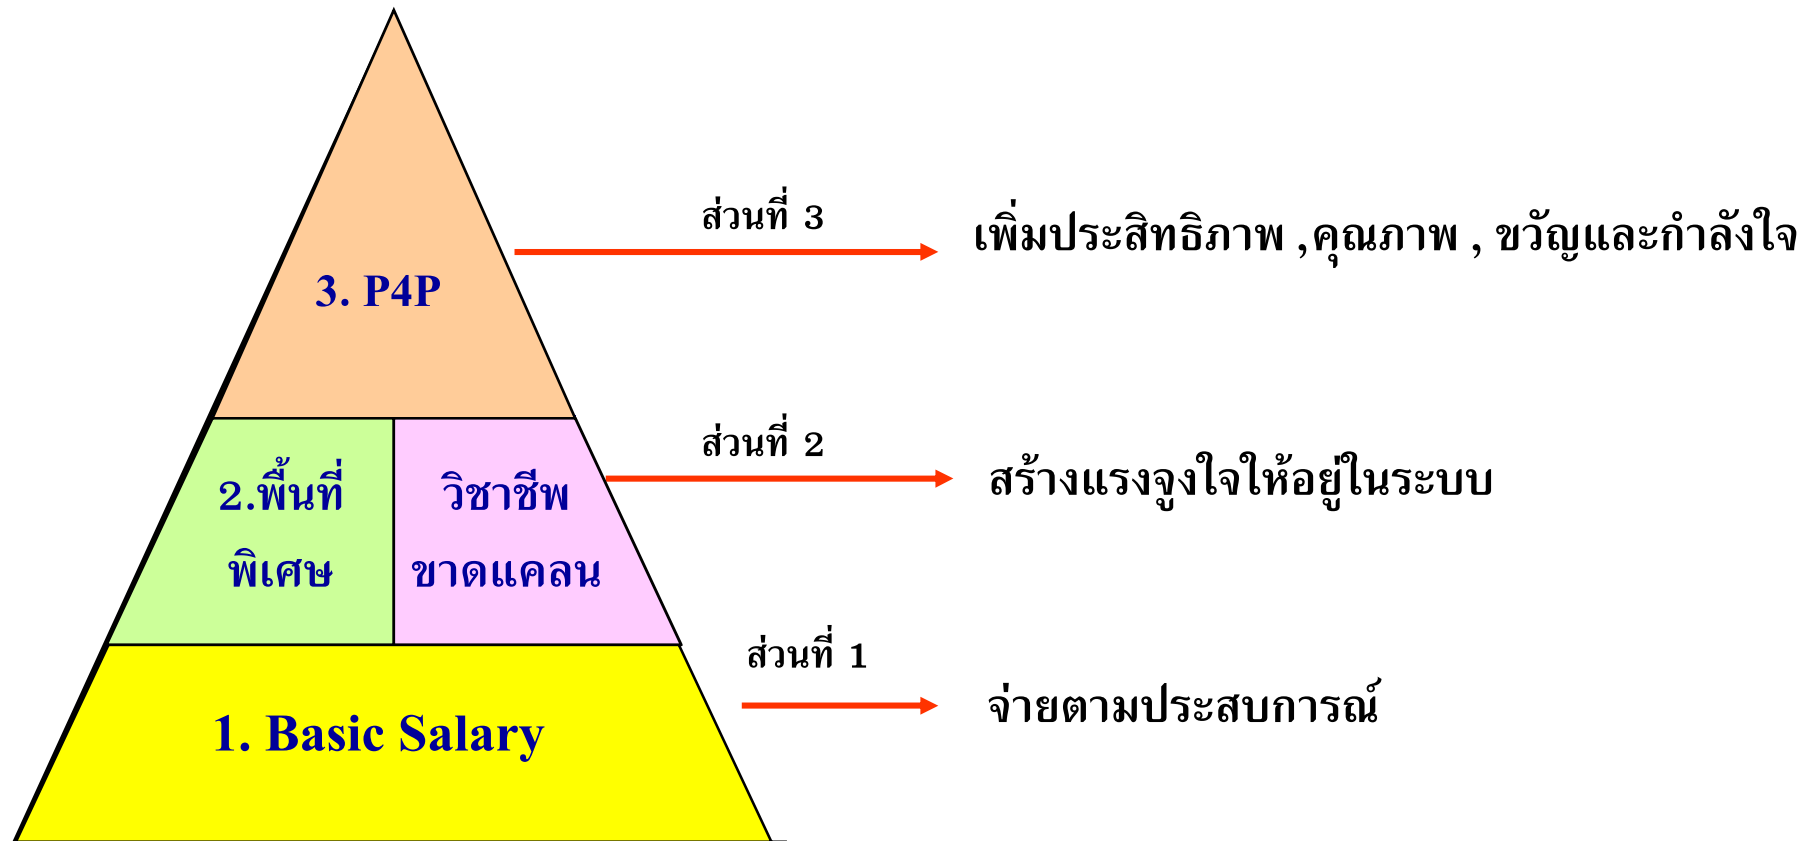 ส่วนที่ 3
เพิ่มประสิทธิภาพ ,คุณภาพ , ขวัญและกำลังใจ
3. P4P
ส่วนที่ 2
สร้างแรงจูงใจให้อยู่ในระบบ
2.พื้นที่
พิเศษ
วิชาชีพ
ขาดแคลน
ส่วนที่ 1
จ่ายตามประสบการณ์
1. Basic Salary